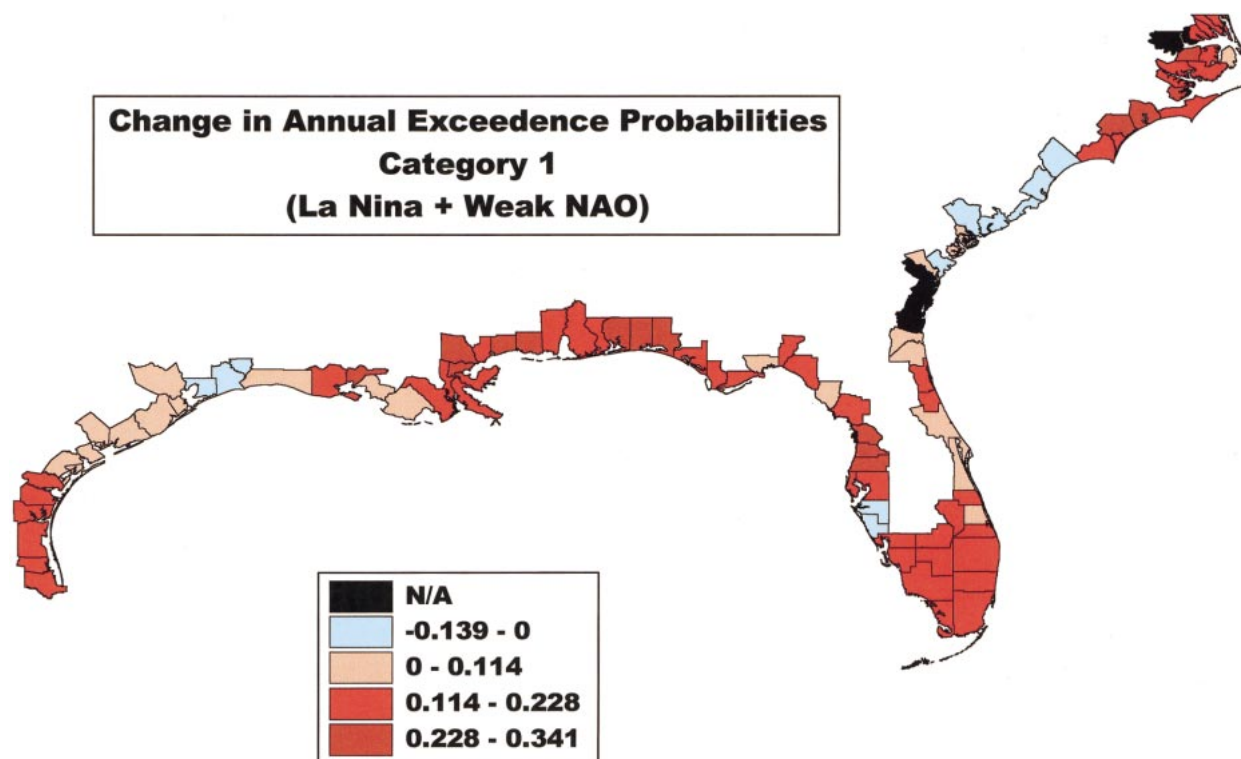 Change in Annual Exceedence Probabilities
Category 1
(La Nina + Weak NAO)
N/A
-0.139 - 0
0 - 0.114
0.114 - 0.228
0.228 - 0.341